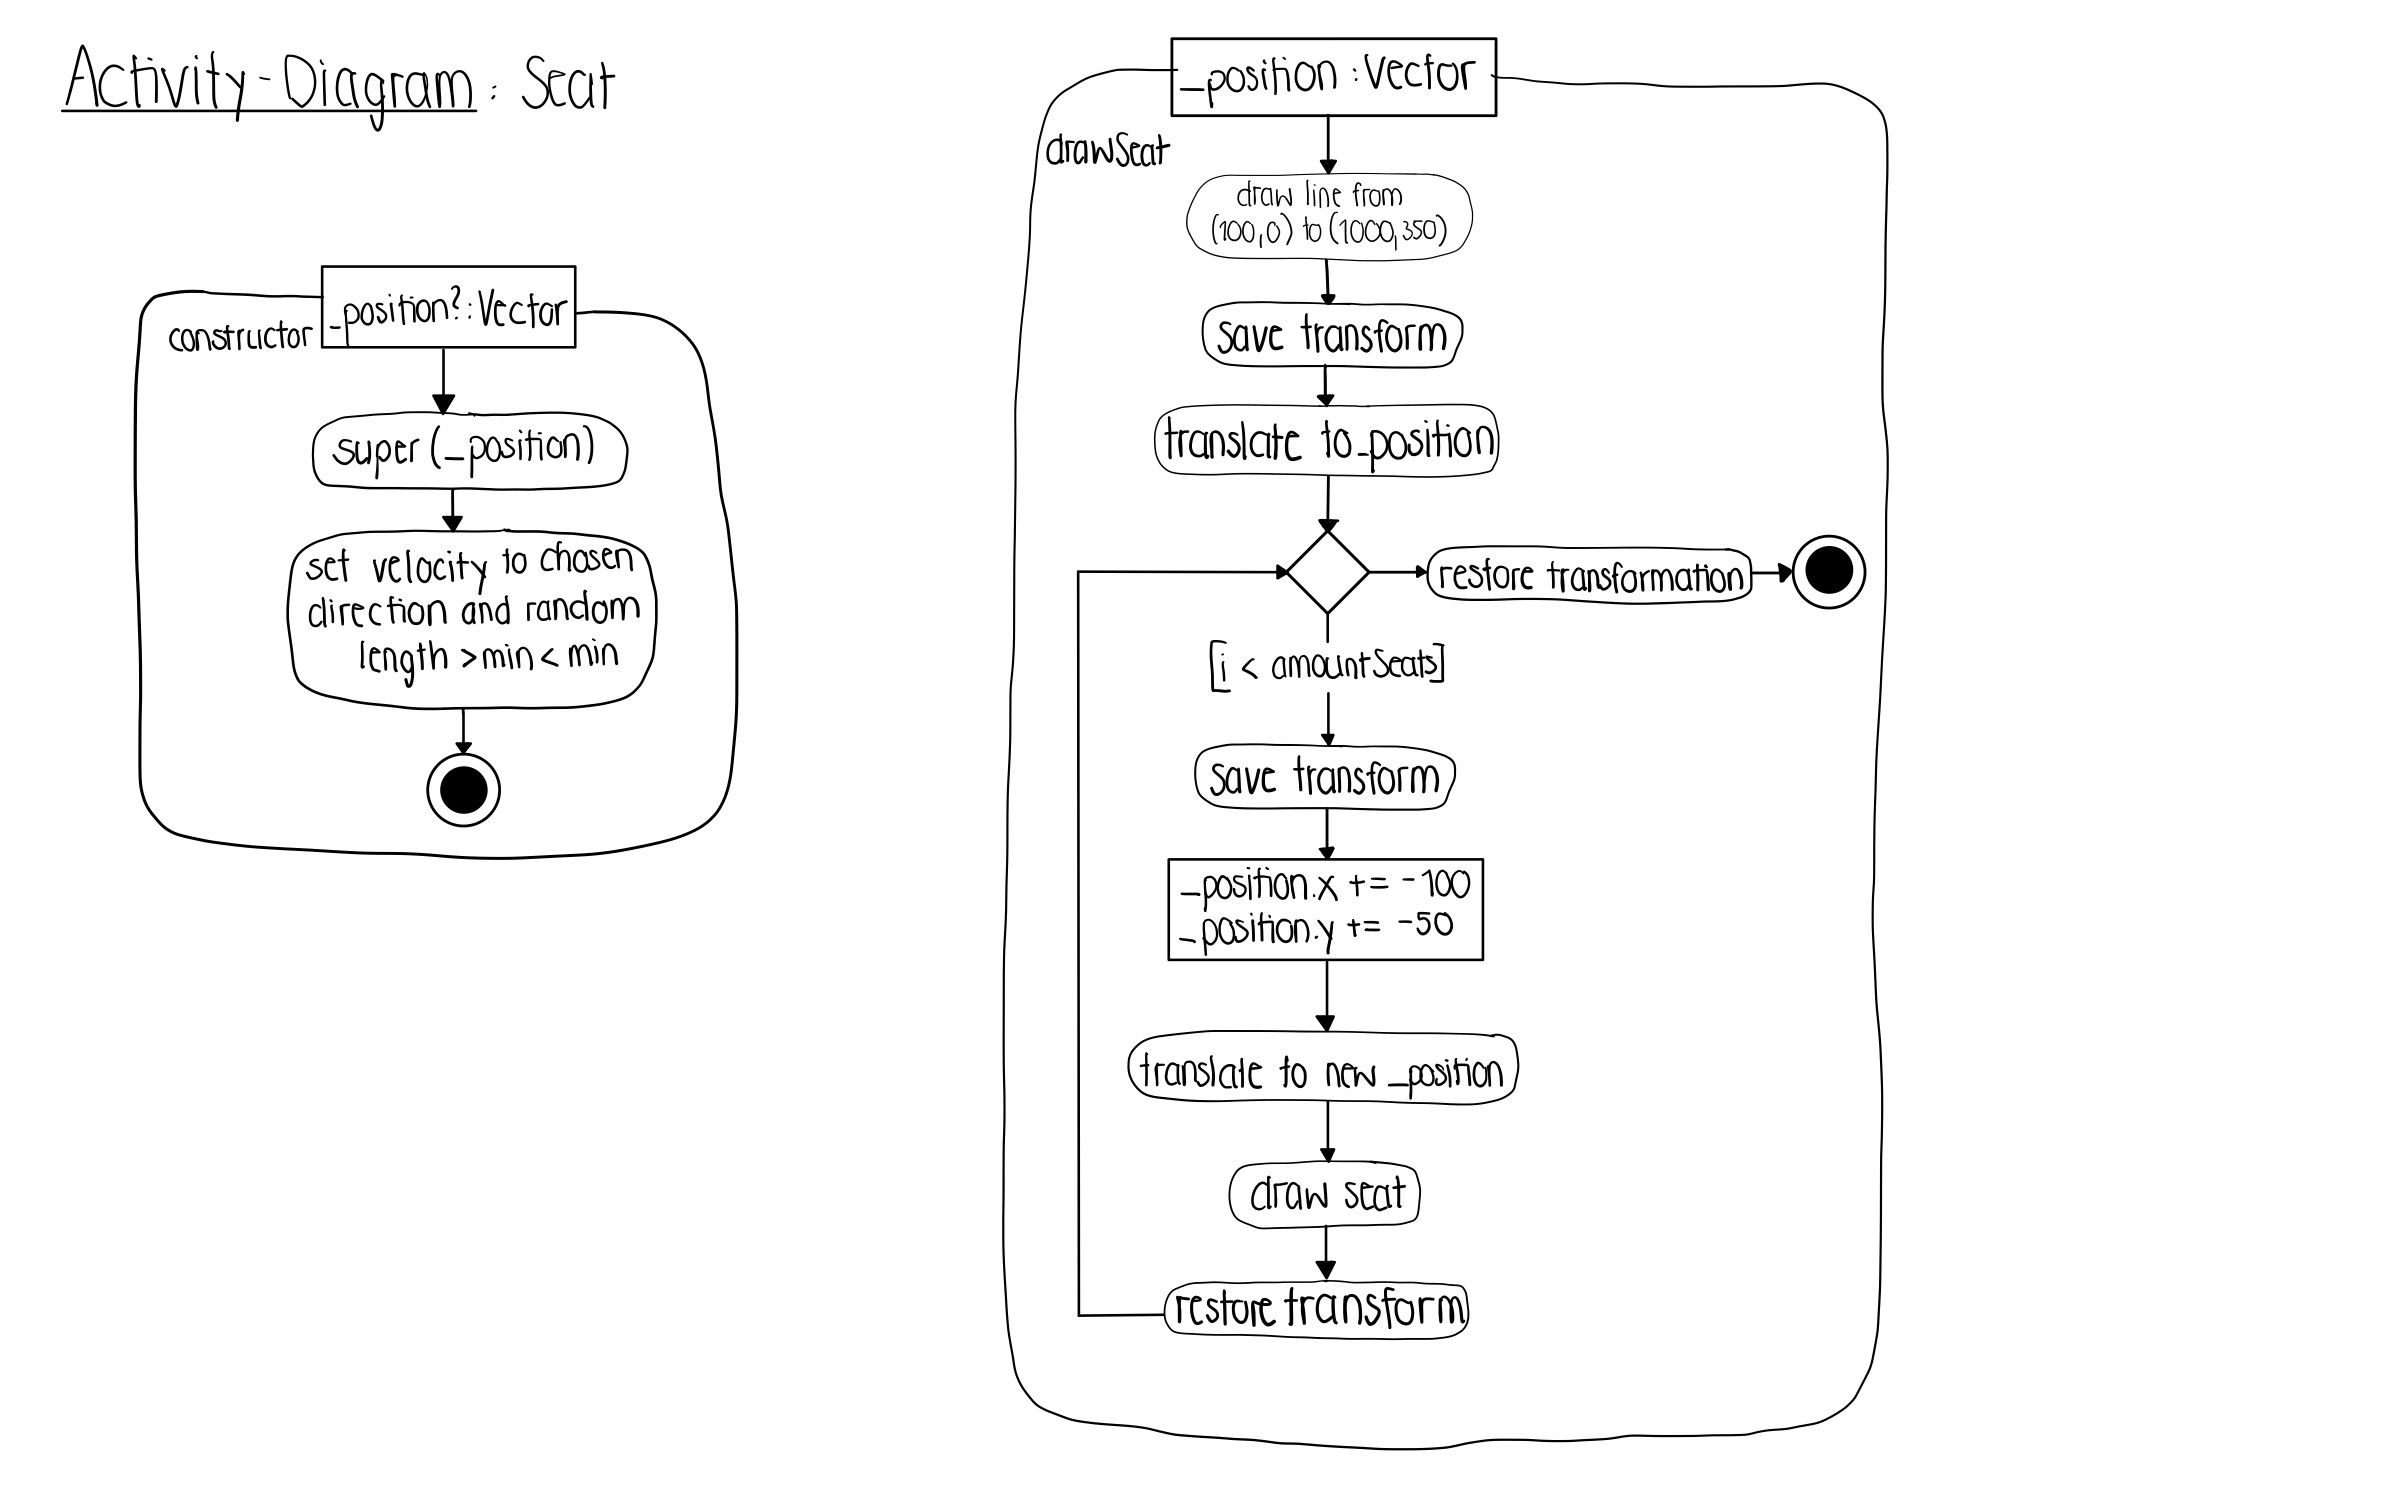 Activity-Diagram: Seat
constructor
_position?: Vector
super (_position)
set velocity to chosen
direction and random
length > min < min
drawSeat
_position : Vector
draw line from
(100,0) to (1000,350)
save transform
translate to _position
restore transformation
[i < amountSeats]
save transform
_position.x += -100
_position.y += -50
translate to new _position
draw seat
restore transform